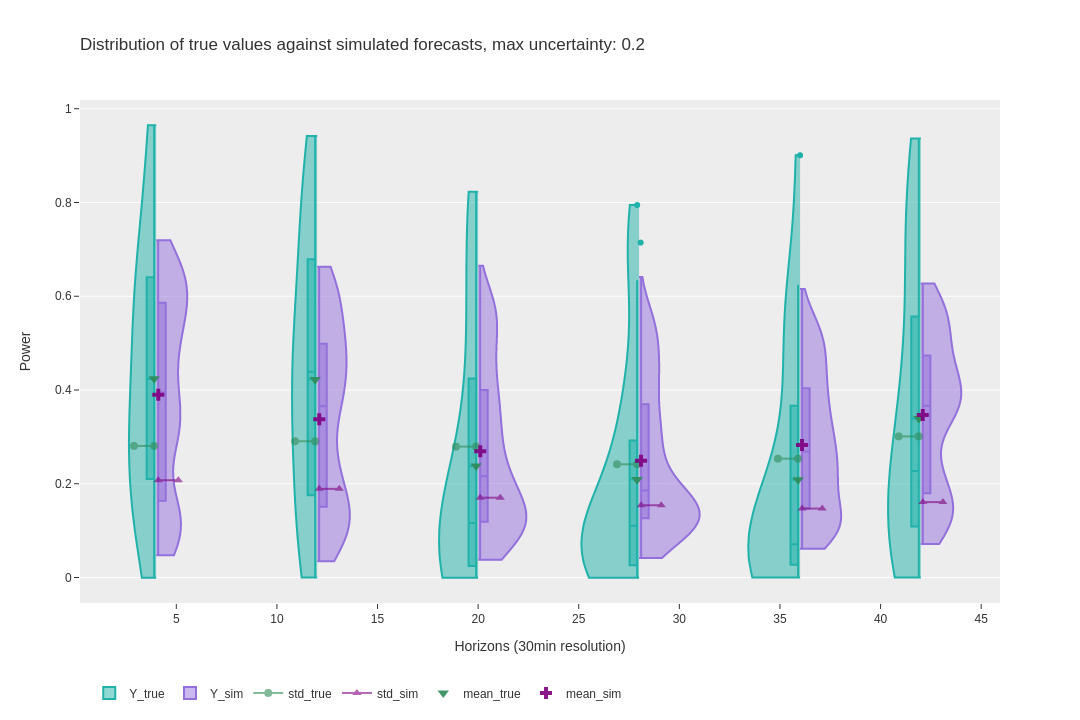 Distribution of true values against simulated forecasts, max uncertainty: 0.2
1
0.8
0.6
0.4
0.2
0
Power
5 10 15 20 25 30 35 40 45
Horizons (30min resolution)
Y_true Y_sim std_true std_sim mean_true mean_sim